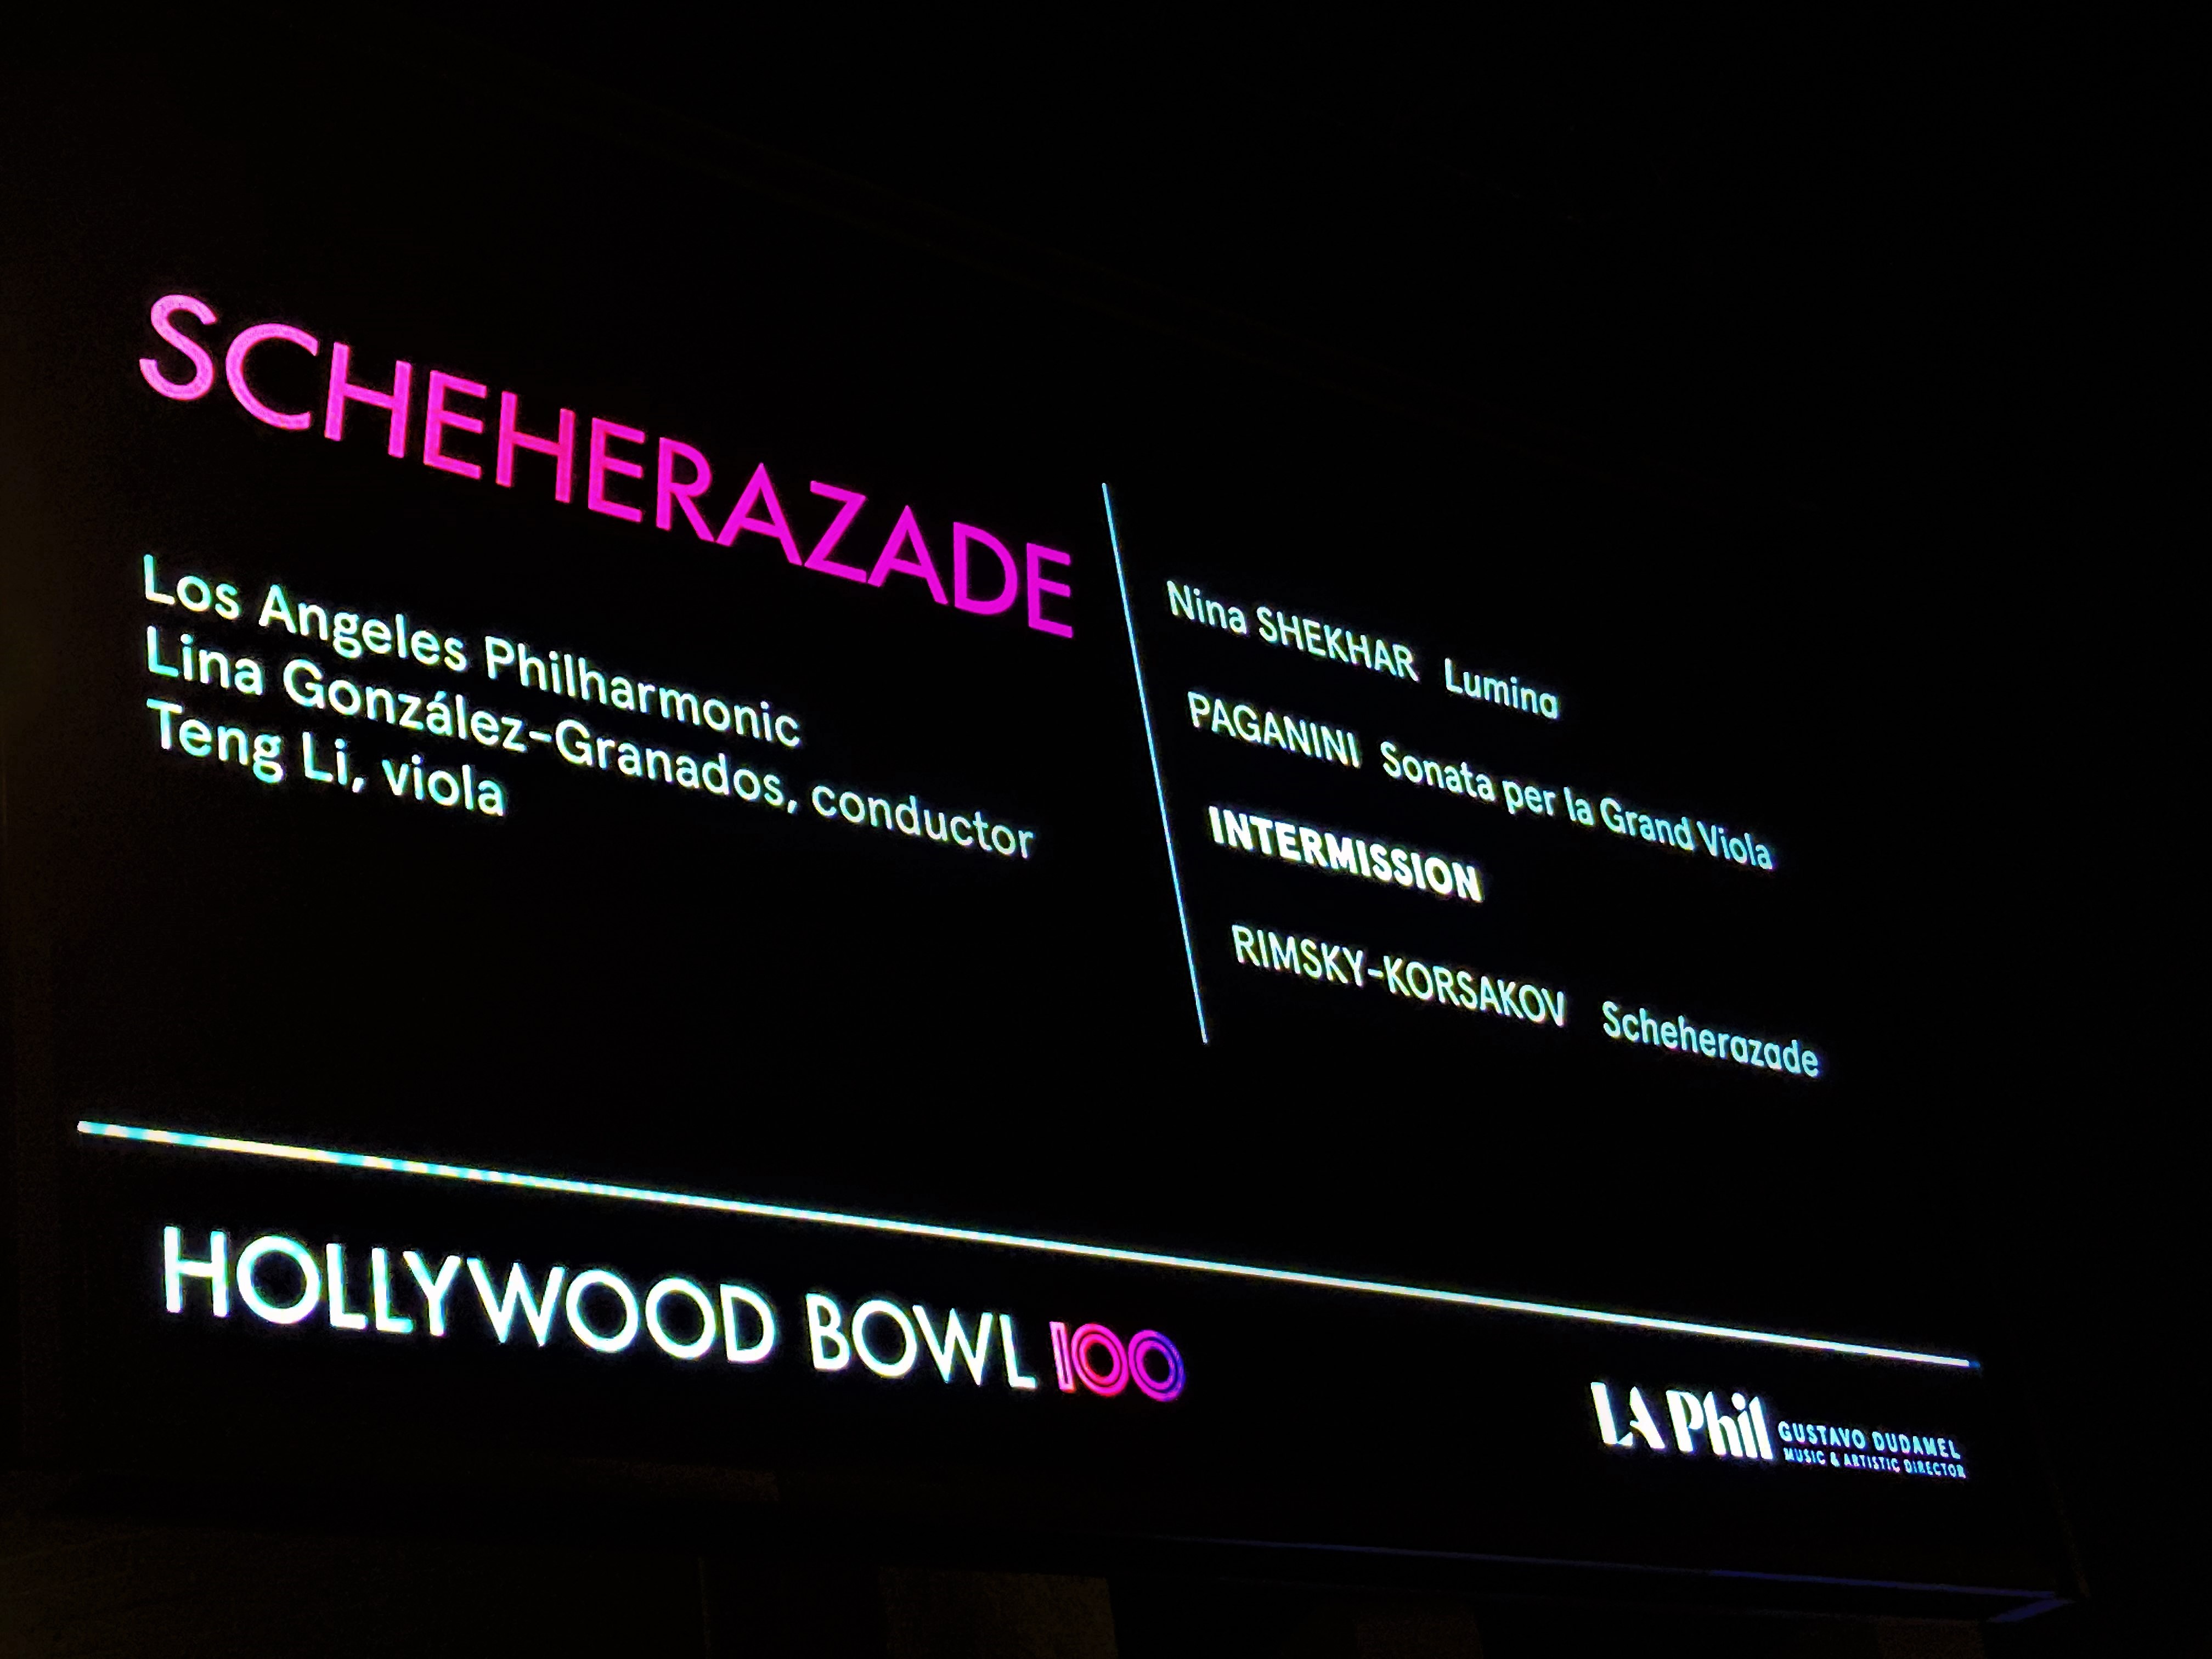 SCHEHERAZADE
Los Angeles Philharmonic
Lina González-Granados, conductor
Teng Li, viola
Nina SHEKHAR Lumina
PAGANINI Sonata per la Grand Viola
INTERMISSION
RIMSKY-KORSAKOV Scheherazade
HOLLYWOOD BOWL 100
LA Phil
GUSTAVO DUDAMEL
MUSIC & ARTISTIC DIRECTOR